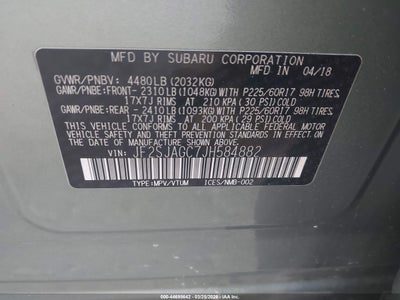 MFD BY SUBARU CORPORATION
GVWR/PNBV: 4480LB(2032KG) MFD IN 04/18
GAWR/PNBE:FRONT- 2310LB(1048KG)WITH P225/60R17 98H TIRES,
17X7J RIMS AT 210 KPA(30 PSI)COLD
GAWR/PNBE:REAR - 2410LB(1093KG)WITH P225/60R17 98H TIRES,
17X7J RIMS AT 200 KPA(29 PSI)COLD
THIS VEHICLE CONFORMS TO ALL APPLICABLE FEDERAL MOTOR
VEHICLE SAFETY, BUMPER, AND THEFT PREVENTION STANDARDS
IN EFFECT ON THE DATE OF MANUFACTURE SHOWN ABOVE.
VIN: JF2SJAGC7JH584882
TYPE:MPV/VTUM ICES/NMB-002